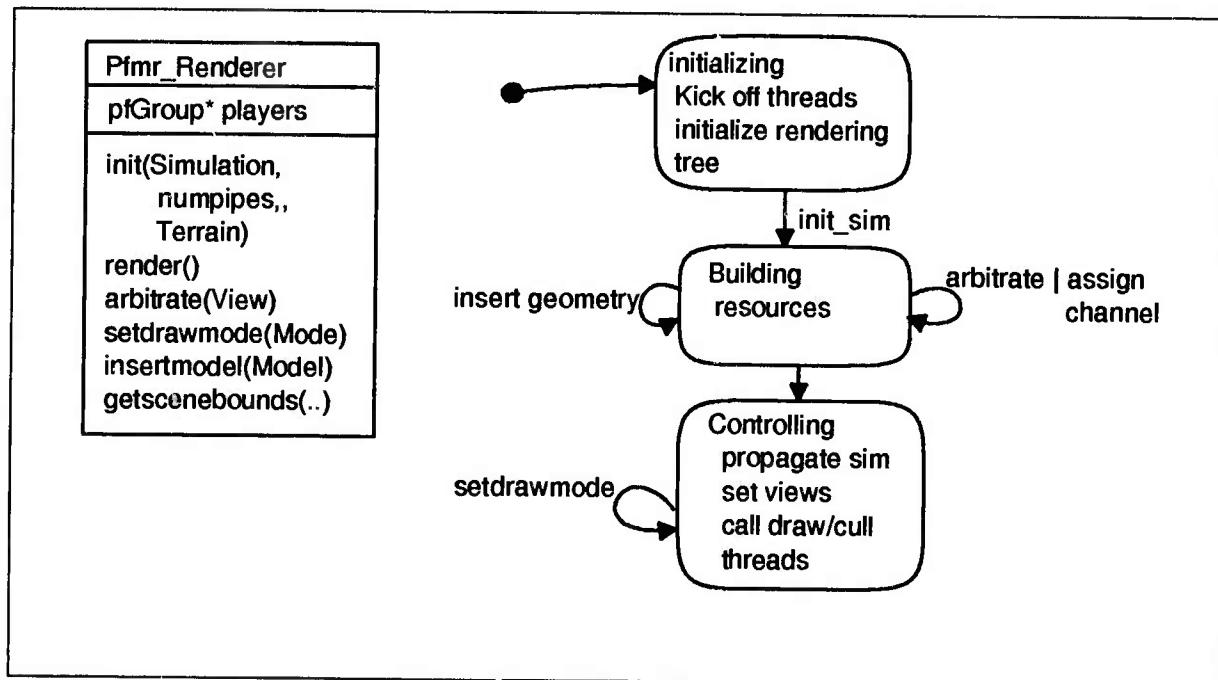 Pfmr_Renderer
pfGroup* players
init(Simulation,
numpipes,,
Terrain)
render()
arbitrate(View)
setdrawmode(Mode)
insertmodel(Model)
getscenebounds(..)
initializing
Kick off threads
initialize rendering
tree
init_sim
Building
resources
insert geometry
arbitrate | assign
channel
Controlling
propagate sim
set views
call draw/cull
threads
setdrawmode